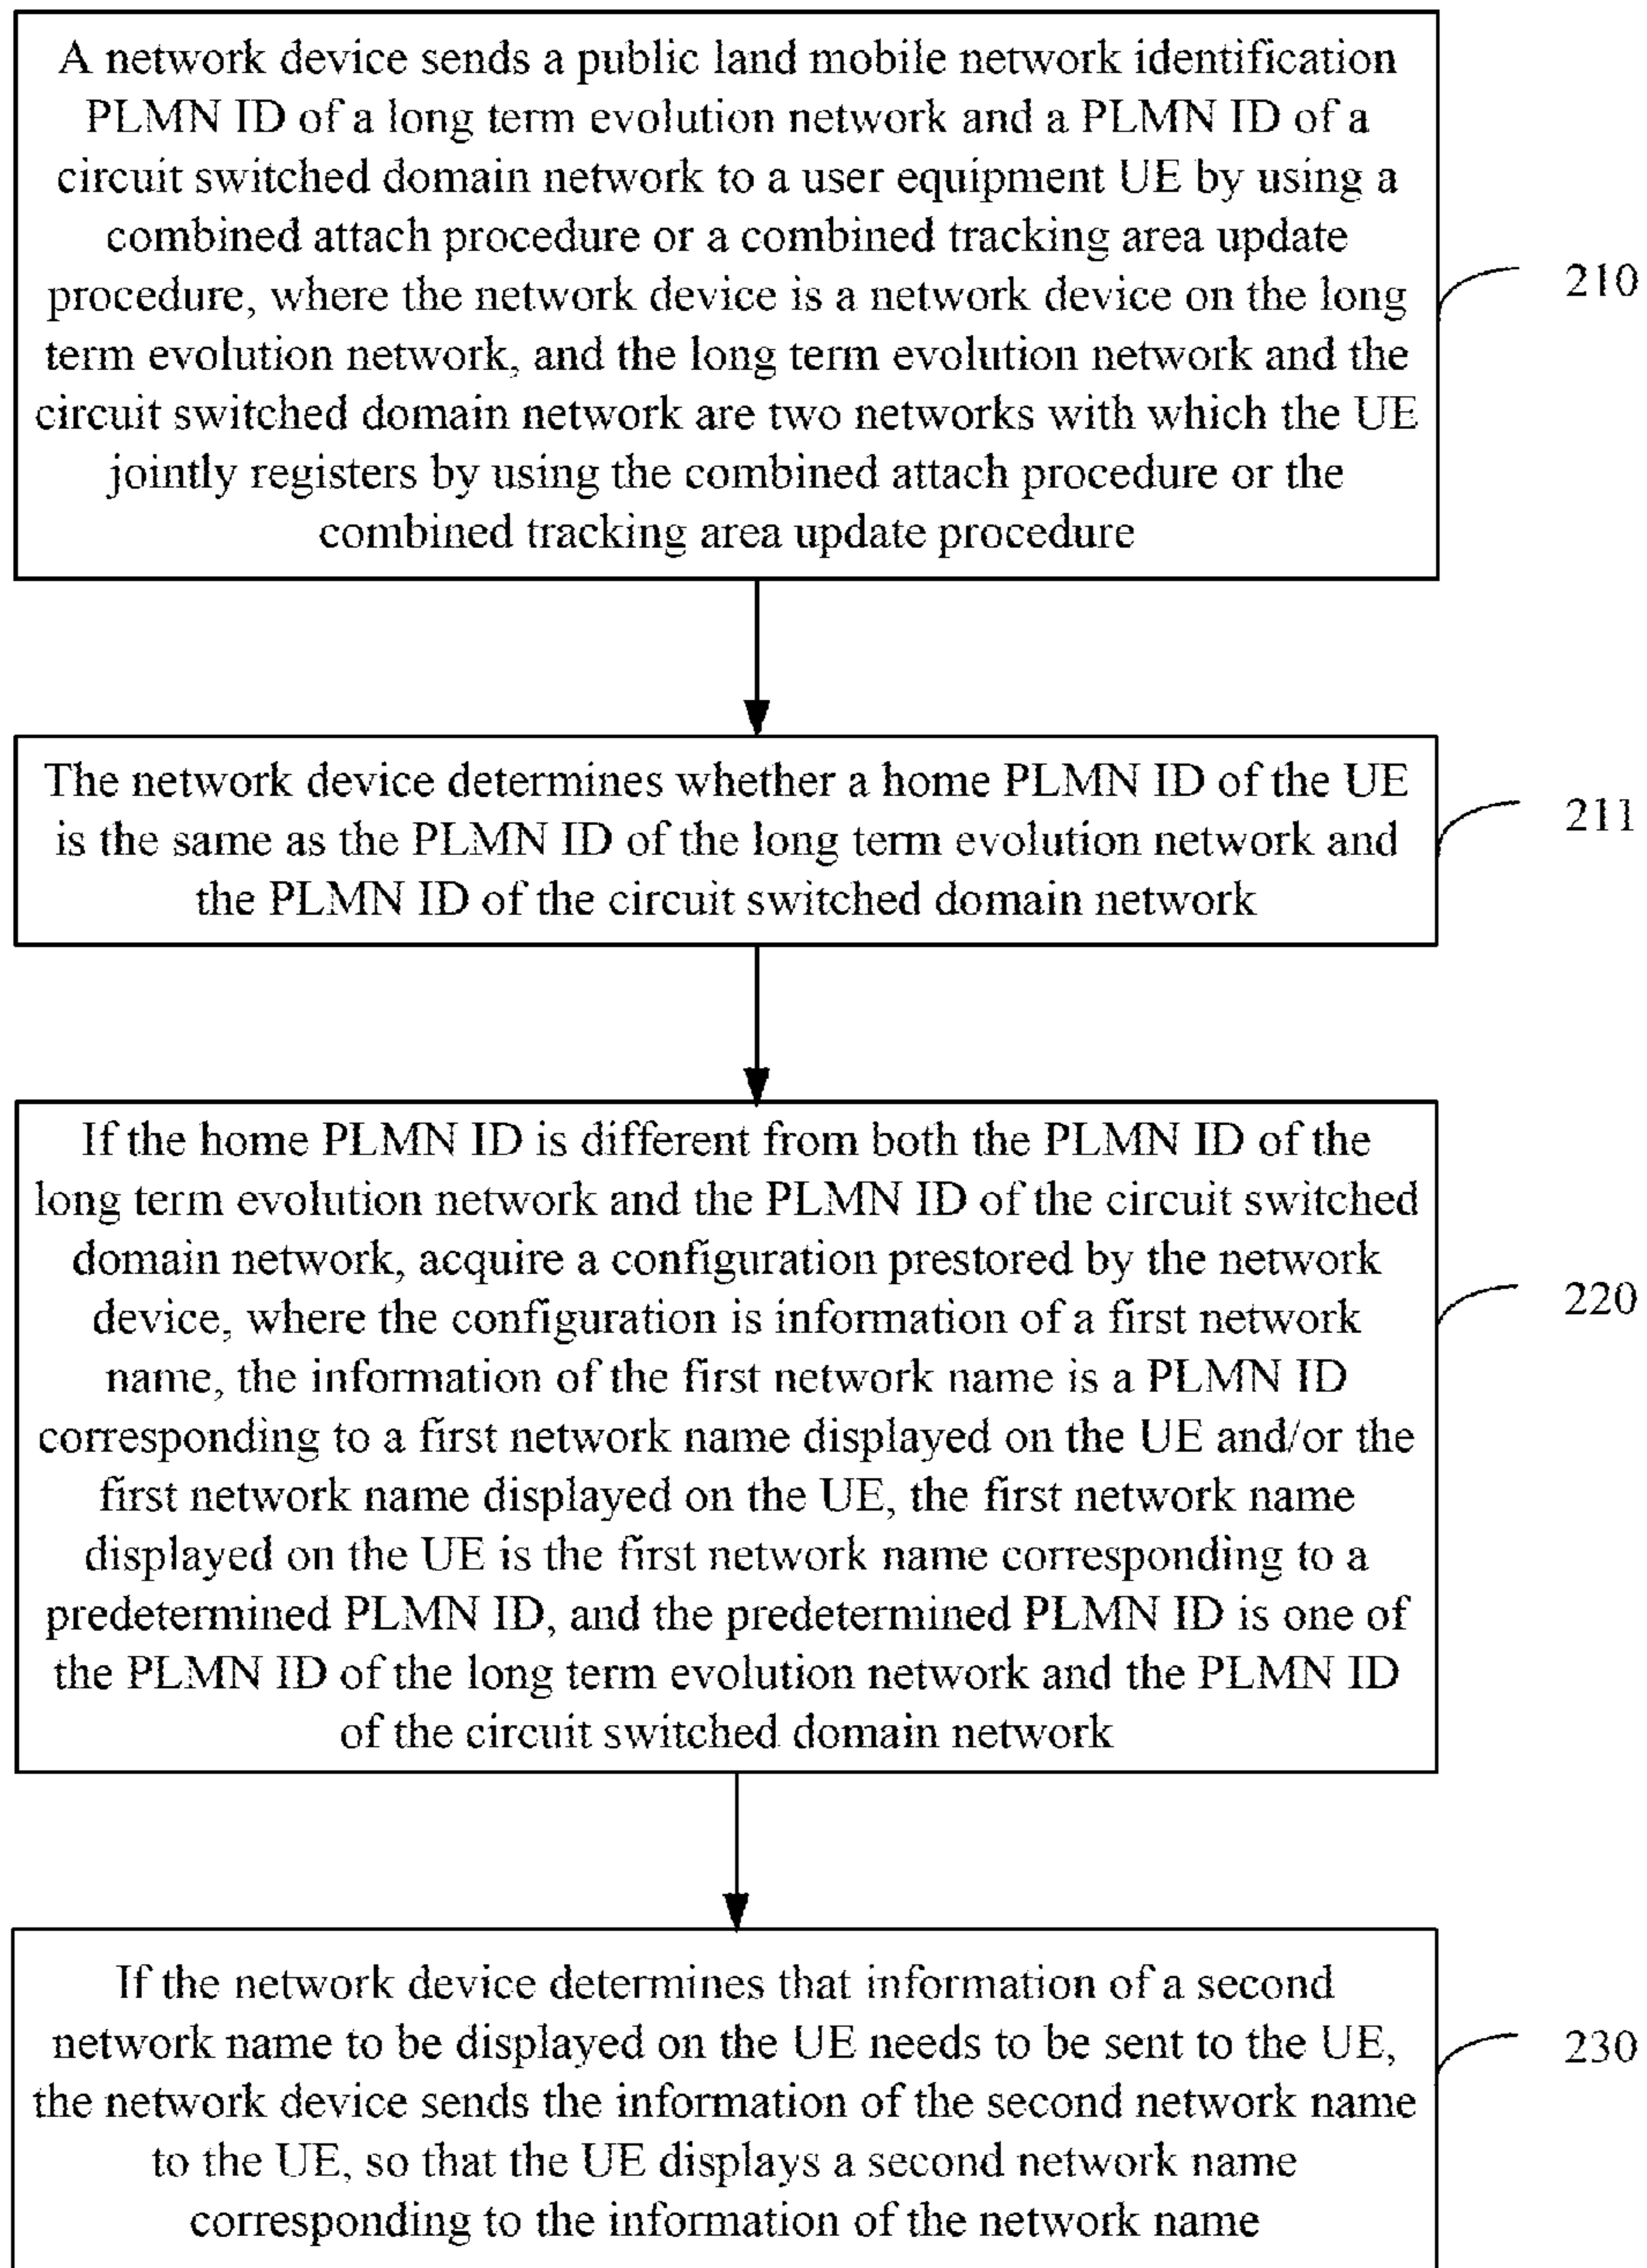 A network device sends a public land mobile network identification
PLMN ID of a long term evolution network and a PLMN ID of a
circuit switched domain network to a user equipment UE by using a
combined attach procedure or a combined tracking area update
procedure, where the network device is a network device on the long
term evolution network, and the long term evolution network and the
circuit switched domain network are two networks with which the UE
jointly registers by using the combined attach procedure or the
combined tracking area update procedure
210
The network device determines whether a home PLMN ID of the UE
is the same as the PLMN ID of the long term evolution network and
the PLMN ID of the circuit switched domain network
211
If the home PLMN ID is different from both the PLMN ID of the
long term evolution network and the PLMN ID of the circuit switched
domain network, acquire a configuration prestored by the network
device, where the configuration is information of a first network
name, the information of the first network name is a PLMN ID
corresponding to a first network name displayed on the UE and/or the
first network name displayed on the UE, the first network name
displayed on the UE is the first network name corresponding to a
predetermined PLMN ID, and the predetermined PLMN ID is one of
the PLMN ID of the long term evolution network and the PLMN ID
of the circuit switched domain network
220
If the network device determines that information of a second
network name to be displayed on the UE needs to be sent to the UE,
the network device sends the information of the second network name
to the UE, so that the UE displays a second network name
corresponding to the information of the network name
230